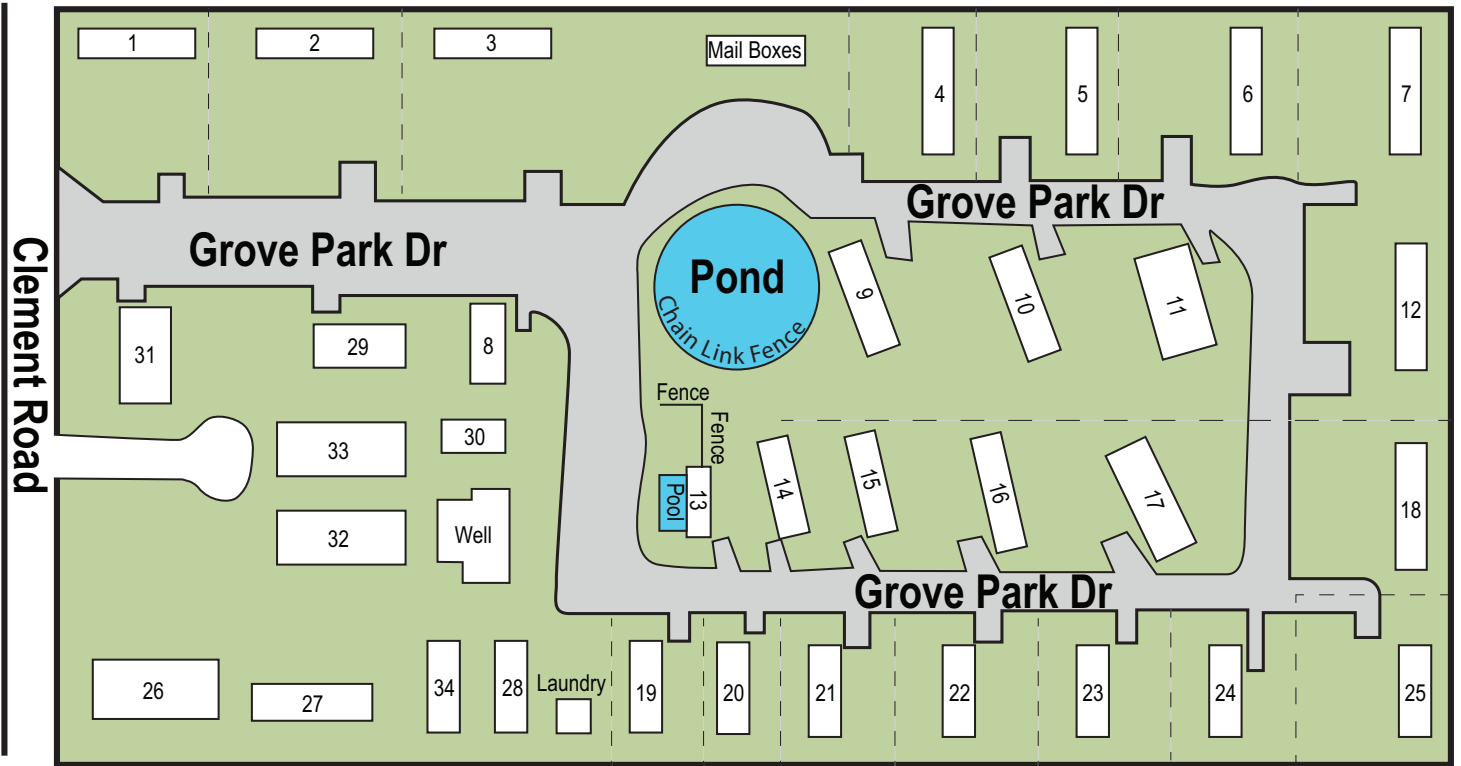 1
2
3
Mail Boxes
4
5
6
7
Grove Park Dr
Grove Park Dr
Clement Road
Pond
Chain Link Fence
9
10
11
12
31
29
8
Fence
Fence
33
30
32
Well
Pool
13
14
15
16
17
18
Grove Park Dr
26
27
34
28
Laundry
19
20
21
22
23
24
25